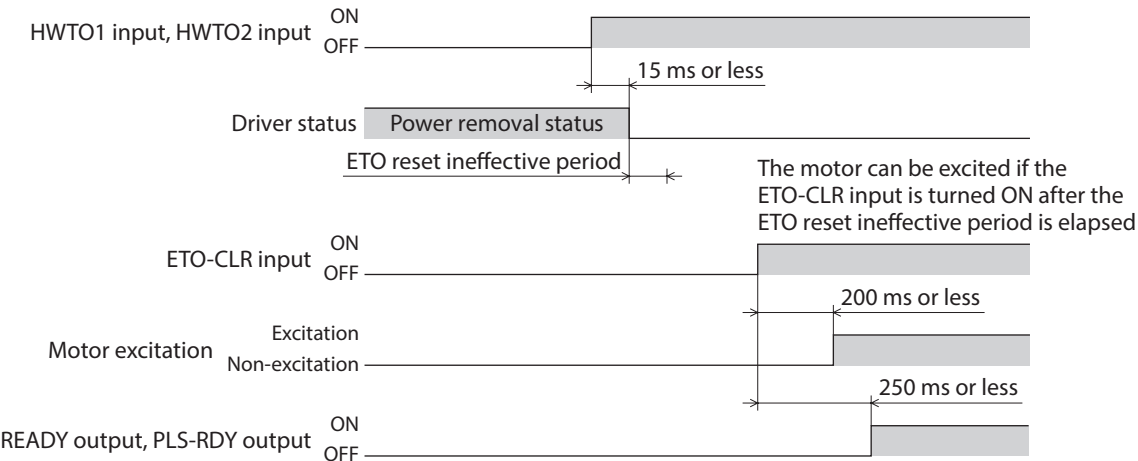 HWTO1 input, HWTO2 input
ON
OFF
15 ms or less
Driver status
Power removal status
ETO reset ineffective period
The motor can be excited if the
ETO-CLR input is turned ON after the
ETO reset ineffective period is elapsed
ETO-CLR input
ON
OFF
200 ms or less
Motor excitation
Excitation
Non-excitation
250 ms or less
READY output, PLS-RDY output
ON
OFF